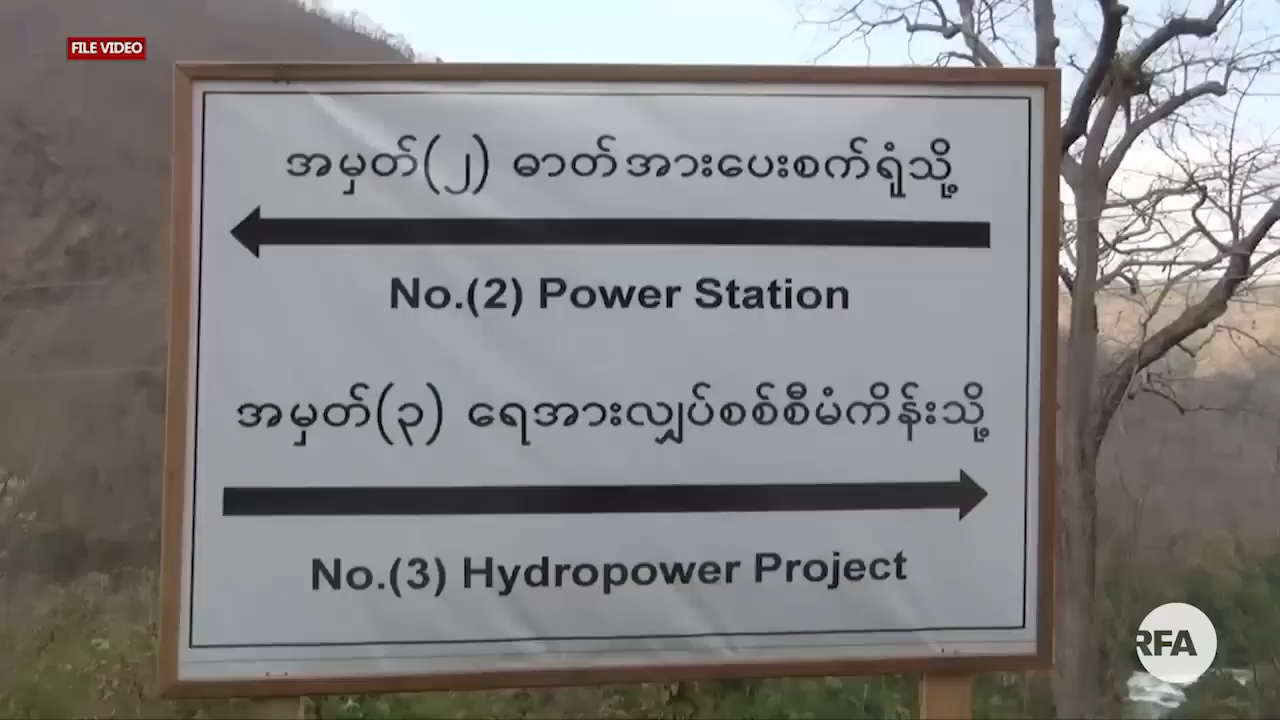 FILE VIDEO
အမှတ်(၂) ဓာတ်အားပေးစက်ရုံသို့
No.(2) Power Station
အမှတ်(၃) ရေအားလျှပ်စစ်စီမံကိန်းသို့
No.(3) Hydropower Project
RFA